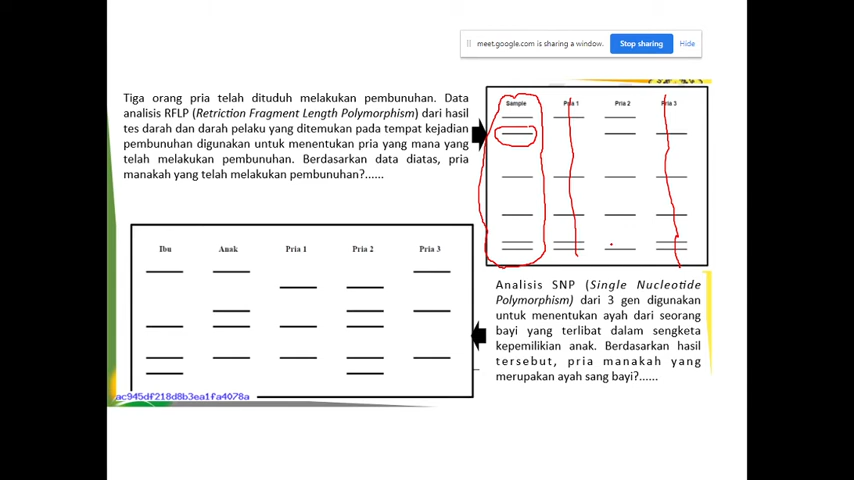 meet.google.com is sharing a window.
Stop sharing
Hide
Tiga orang pria telah dituduh melakukan pembunuhan. Data
analisis RFLP (Retriction Fragment Length Polymorphism) dari hasil
tes darah dan darah pelaku yang ditemukan pada tempat kejadian
pembunuhan digunakan untuk menentukan pria yang mana yang
telah melakukan pembunuhan. Berdasarkan data diatas, pria
manakah yang telah melakukan pembunuhan?......
Sample Pria 1 Pria 2 Pria 3
Ibu Anak Pria 1 Pria 2 Pria 3
Analisis SNP (Single Nucleotide
Polymorphism) dari 3 gen digunakan
untuk menentukan ayah dari seorang
bayi yang terlibat dalam sengketa
kepemilikian anak. Berdasarkan hasil
tersebut, pria manakah yang
merupakan ayah sang bayi?......
ac945df218d8b3ea1fa4078a